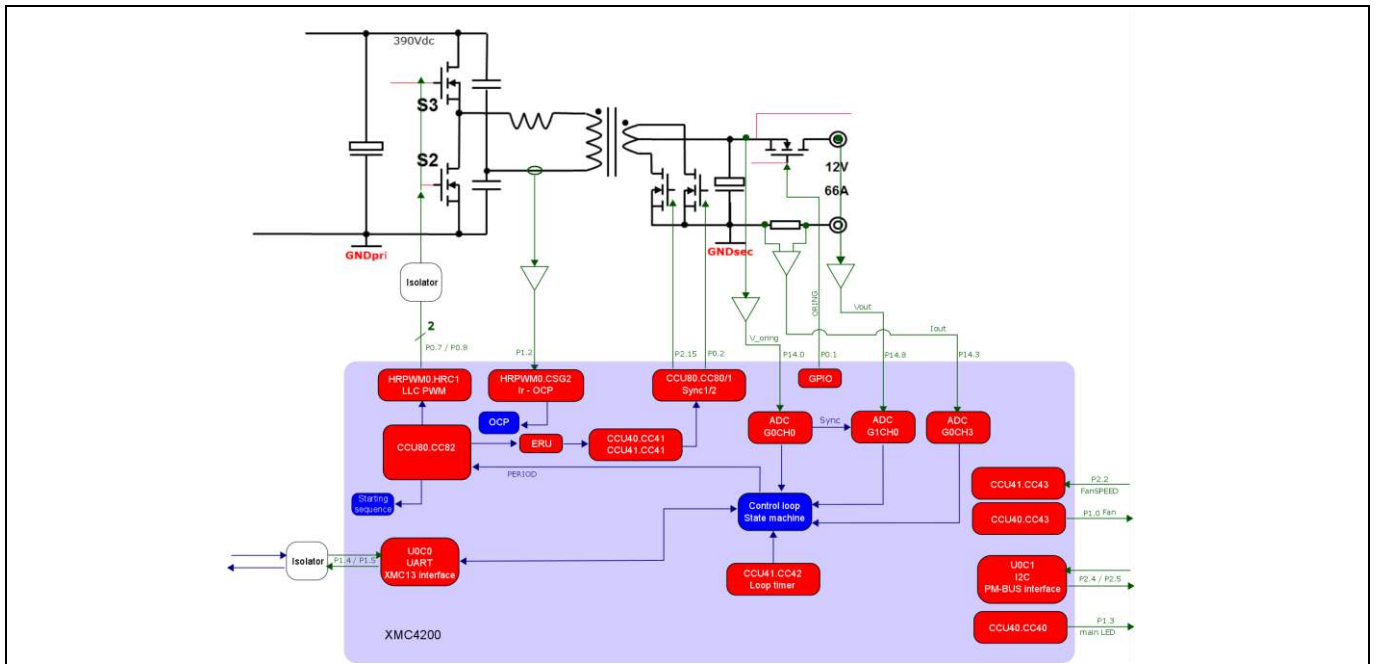 390Vdc
S3
S2
12V
66A
GNDpri
GNDsec
Isolator
2
P0.7 / P0.8
P1.2
P2.15
P0.2
V_oring
P14.0
ORING
P0.1
Vout
P14.8
Iout
P14.3
HRPWM0.HRC1
LLC PWM
HRPWM0.CSG2
Ir - OCP
CCU80.CC80/1
Sync1/2
GPIO
OCP
CCU80.CC82
ERU
CCU40.CC41
CCU41.CC41
ADC
G0CH0
Sync
ADC
G1CH0
ADC
G0CH3
PERIOD
Starting
sequence
Control loop
State machine
CCU41.CC43
P2.2
FanSPEED
CCU40.CC43
P1.0 Fan
Isolator
P1.4 / P1.5
U0C0
UART
XMC13 interface
CCU41.CC42
Loop timer
U0C1
I2C
PM-BUS interface
P2.4 / P2.5
CCU40.CC40
P1.3
main LED
XMC4200